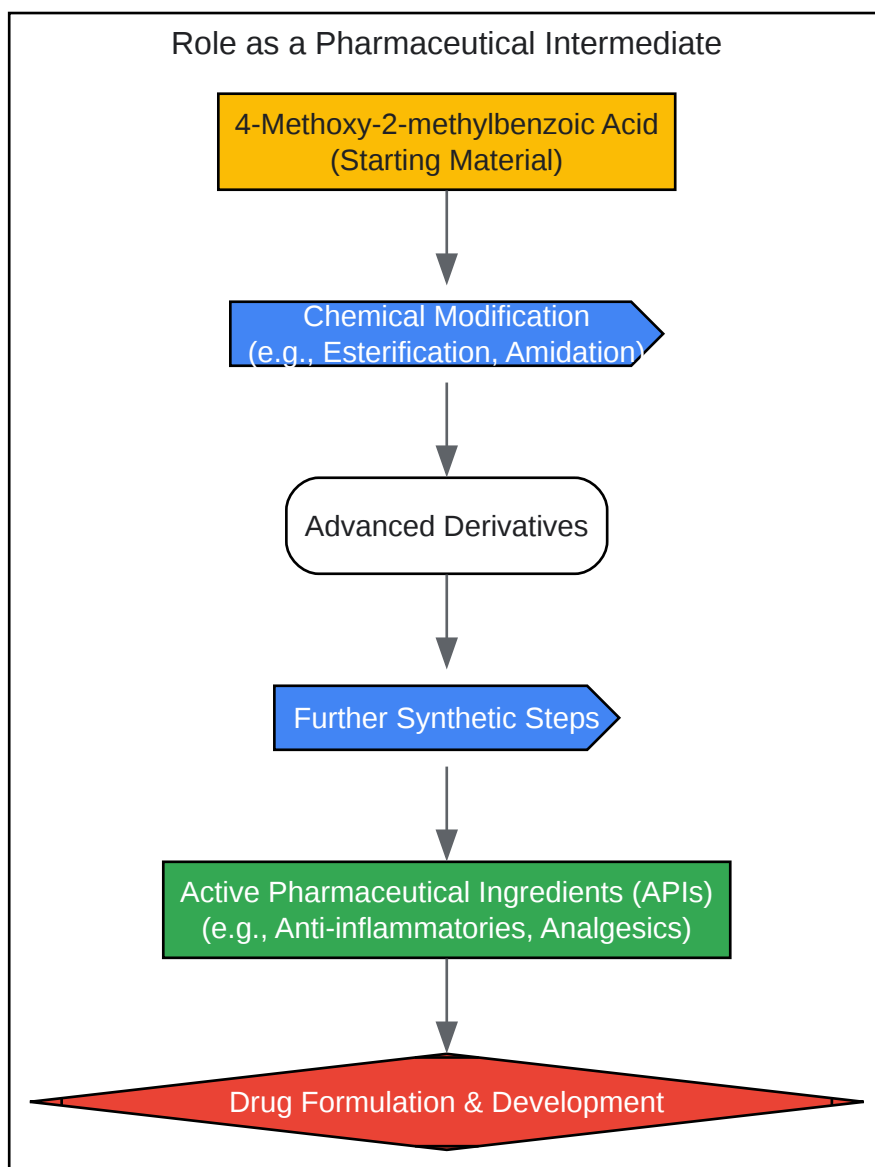 Role as a Pharmaceutical Intermediate
4-Methoxy-2-methylbenzoic Acid
(Starting Material)
Chemical Modification
(e.g., Esterification, Amidation)
Advanced Derivatives
Further Synthetic Steps
Active Pharmaceutical Ingredients (APIs)
(e.g., Anti-inflammatories, Analgesics)
Drug Formulation & Development